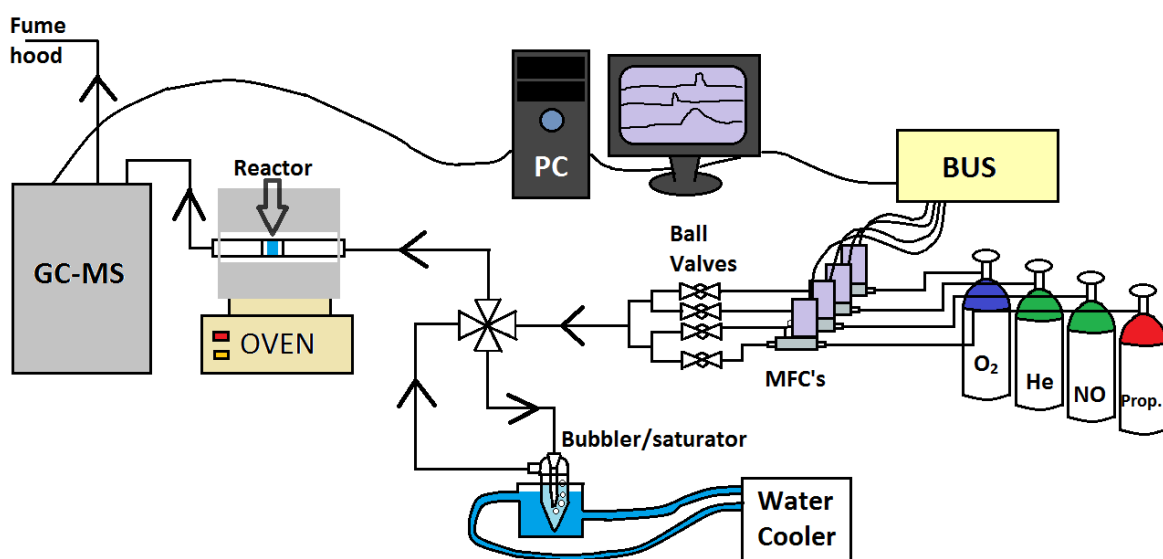 Fume
hood
Reactor
GC-MS
OVEN
PC
BUS
Ball
Valves
MFC's
O₂
He
NO
Prop.
Bubbler/saturator
Water
Cooler